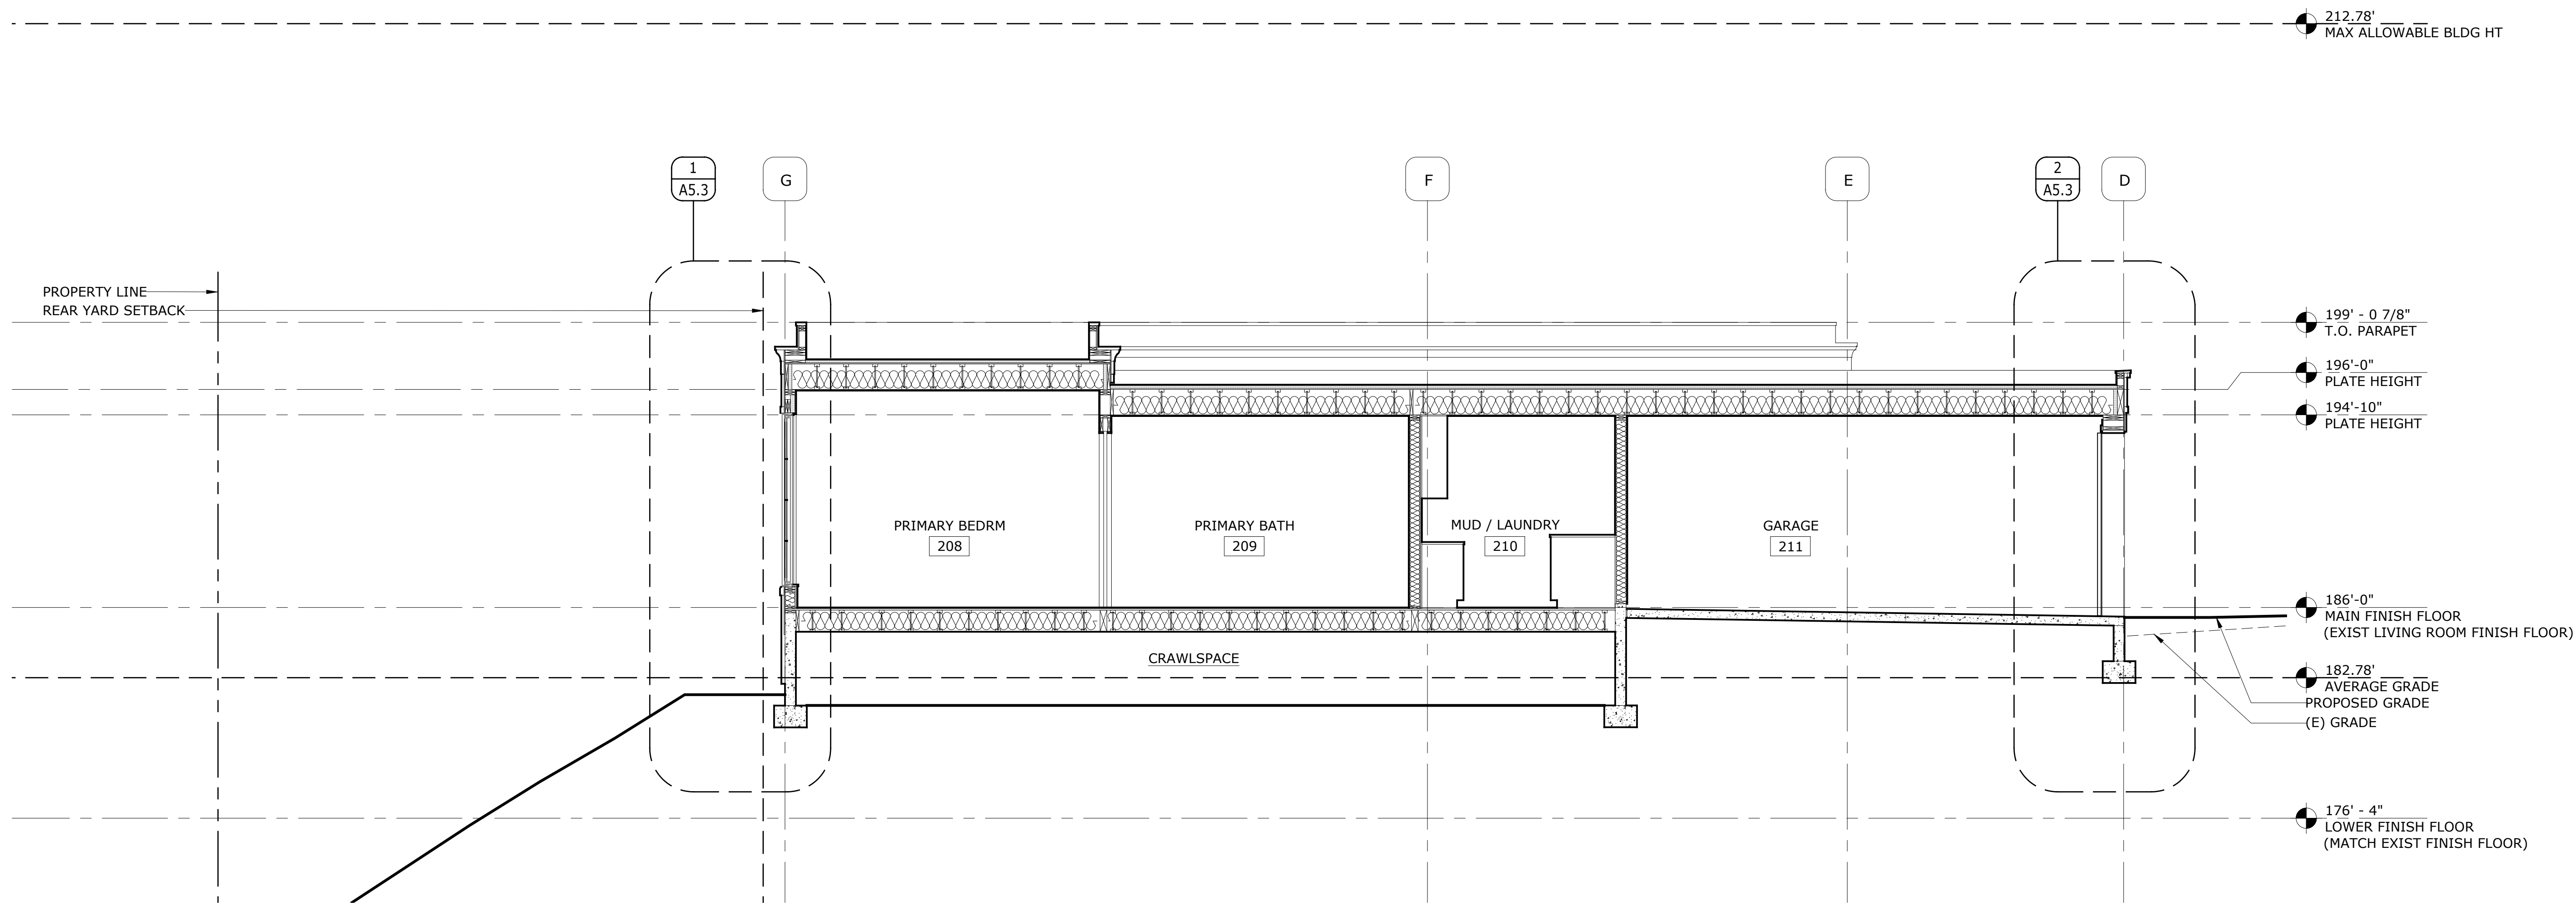 212.78'
MAX ALLOWABLE BLDG HT
1
A5.3
G
F
E
2
A5.3
D
PROPERTY LINE
REAR YARD SETBACK
199' - 0 7/8"
T.O. PARAPET
196'-0"
PLATE HEIGHT
194'-10"
PLATE HEIGHT
PRIMARY BEDRM
208
PRIMARY BATH
209
MUD / LAUNDRY
210
GARAGE
211
186'-0"
MAIN FINISH FLOOR
(EXIST LIVING ROOM FINISH FLOOR)
CRAWLSPACE
182.78'
AVERAGE GRADE
PROPOSED GRADE
(E) GRADE
176' - 4"
LOWER FINISH FLOOR
(MATCH EXIST FINISH FLOOR)